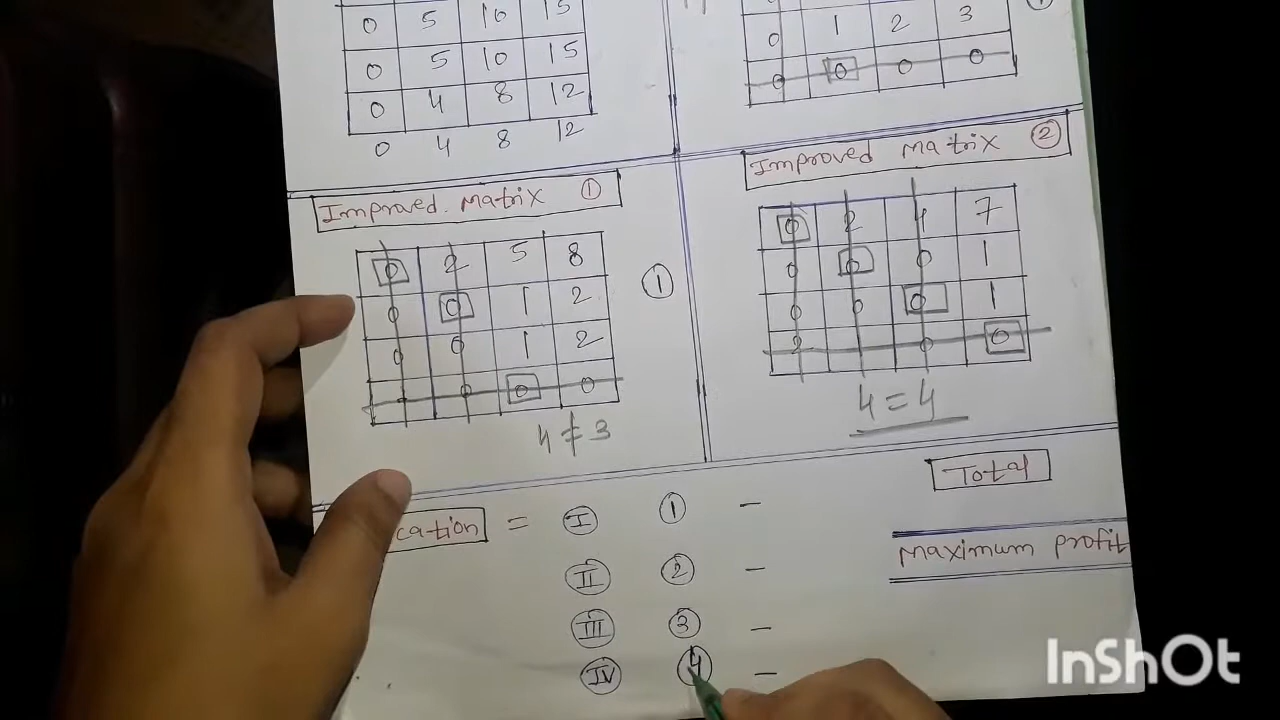 0 5 10 15
0 5 10 15
0 4 8 12
0 4 8 12
0 1 2 3
0 0 0 0
Improved. Matrix ①
0 2 5 8
0 0 1 2
0 0 1 2
0 0 0
4 ≠ 3
①
Improved Matrix ②
0 2 4 7
0 0 0 1
0 0 0 1
2 0 0
4 = 4
cation = I ① -
II ② -
III ③ -
IV ④ -
Total
Maximum profit
InShOt